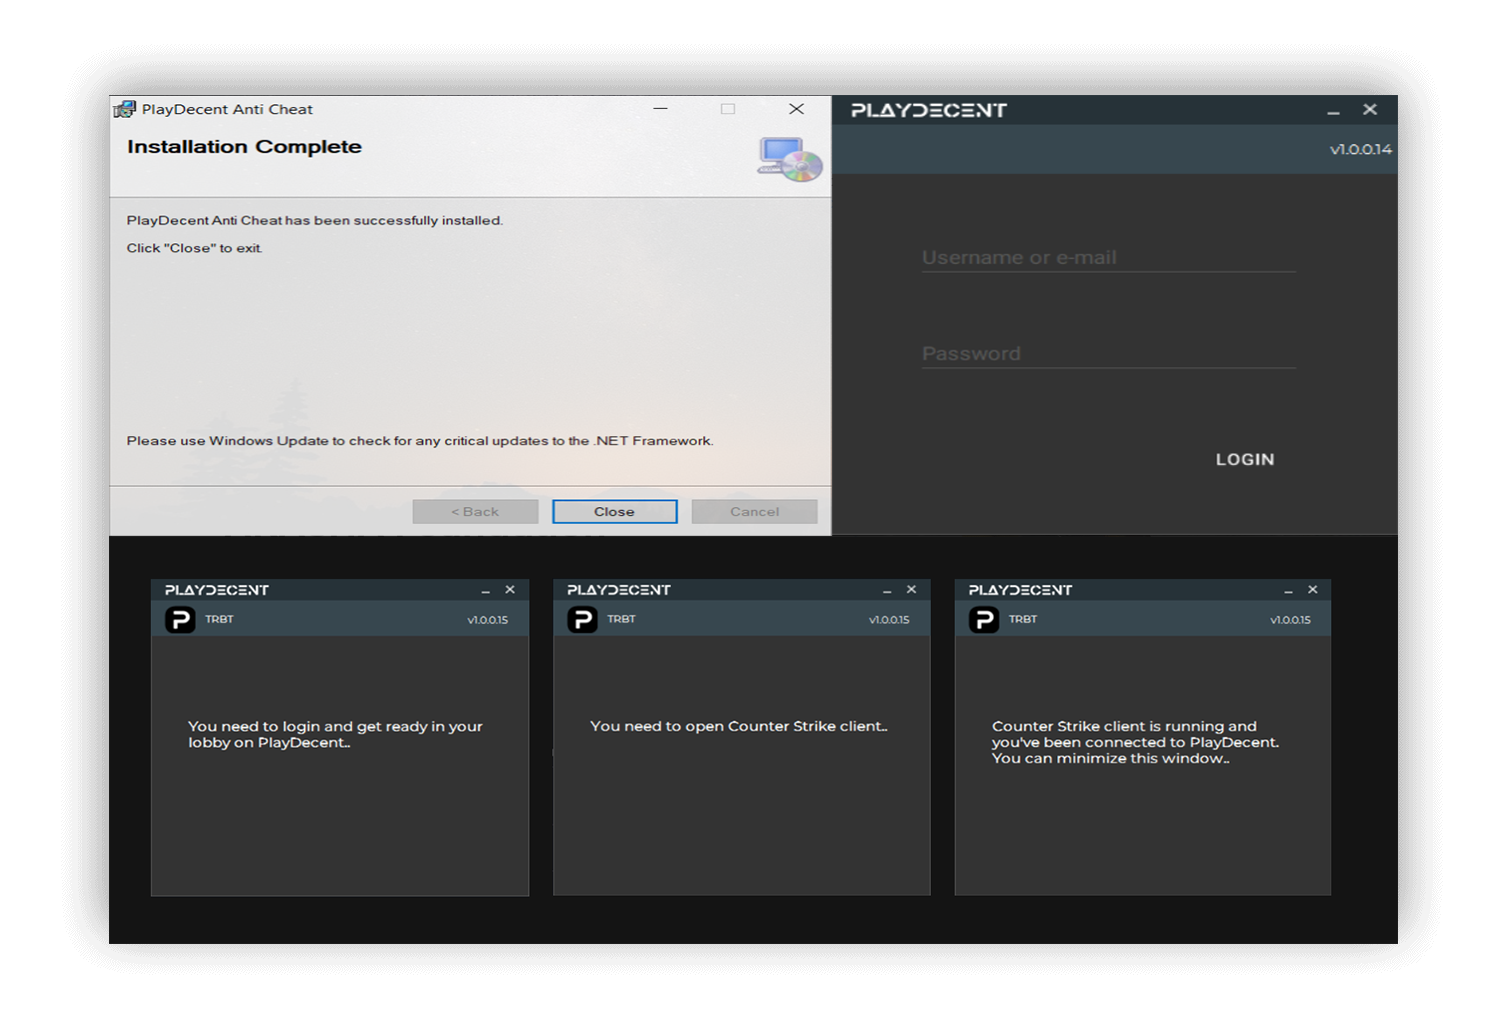 PlayDecent Anti Cheat
Installation Complete
PlayDecent Anti Cheat has been successfully installed.
Click "Close" to exit.
Please use Windows Update to check for any critical updates to the .NET Framework.
< Back
Close
Cancel
PLAYDECENT
v1.0.0.14
Username or e-mail
Password
LOGIN
PLAYDECENT
TRBT
v1.0.0.15
You need to login and get ready in your
lobby on PlayDecent..
PLAYDECENT
TRBT
v1.0.0.15
You need to open Counter Strike client..
PLAYDECENT
TRBT
v1.0.0.15
Counter Strike client is running and
you've been connected to PlayDecent.
You can minimize this window..